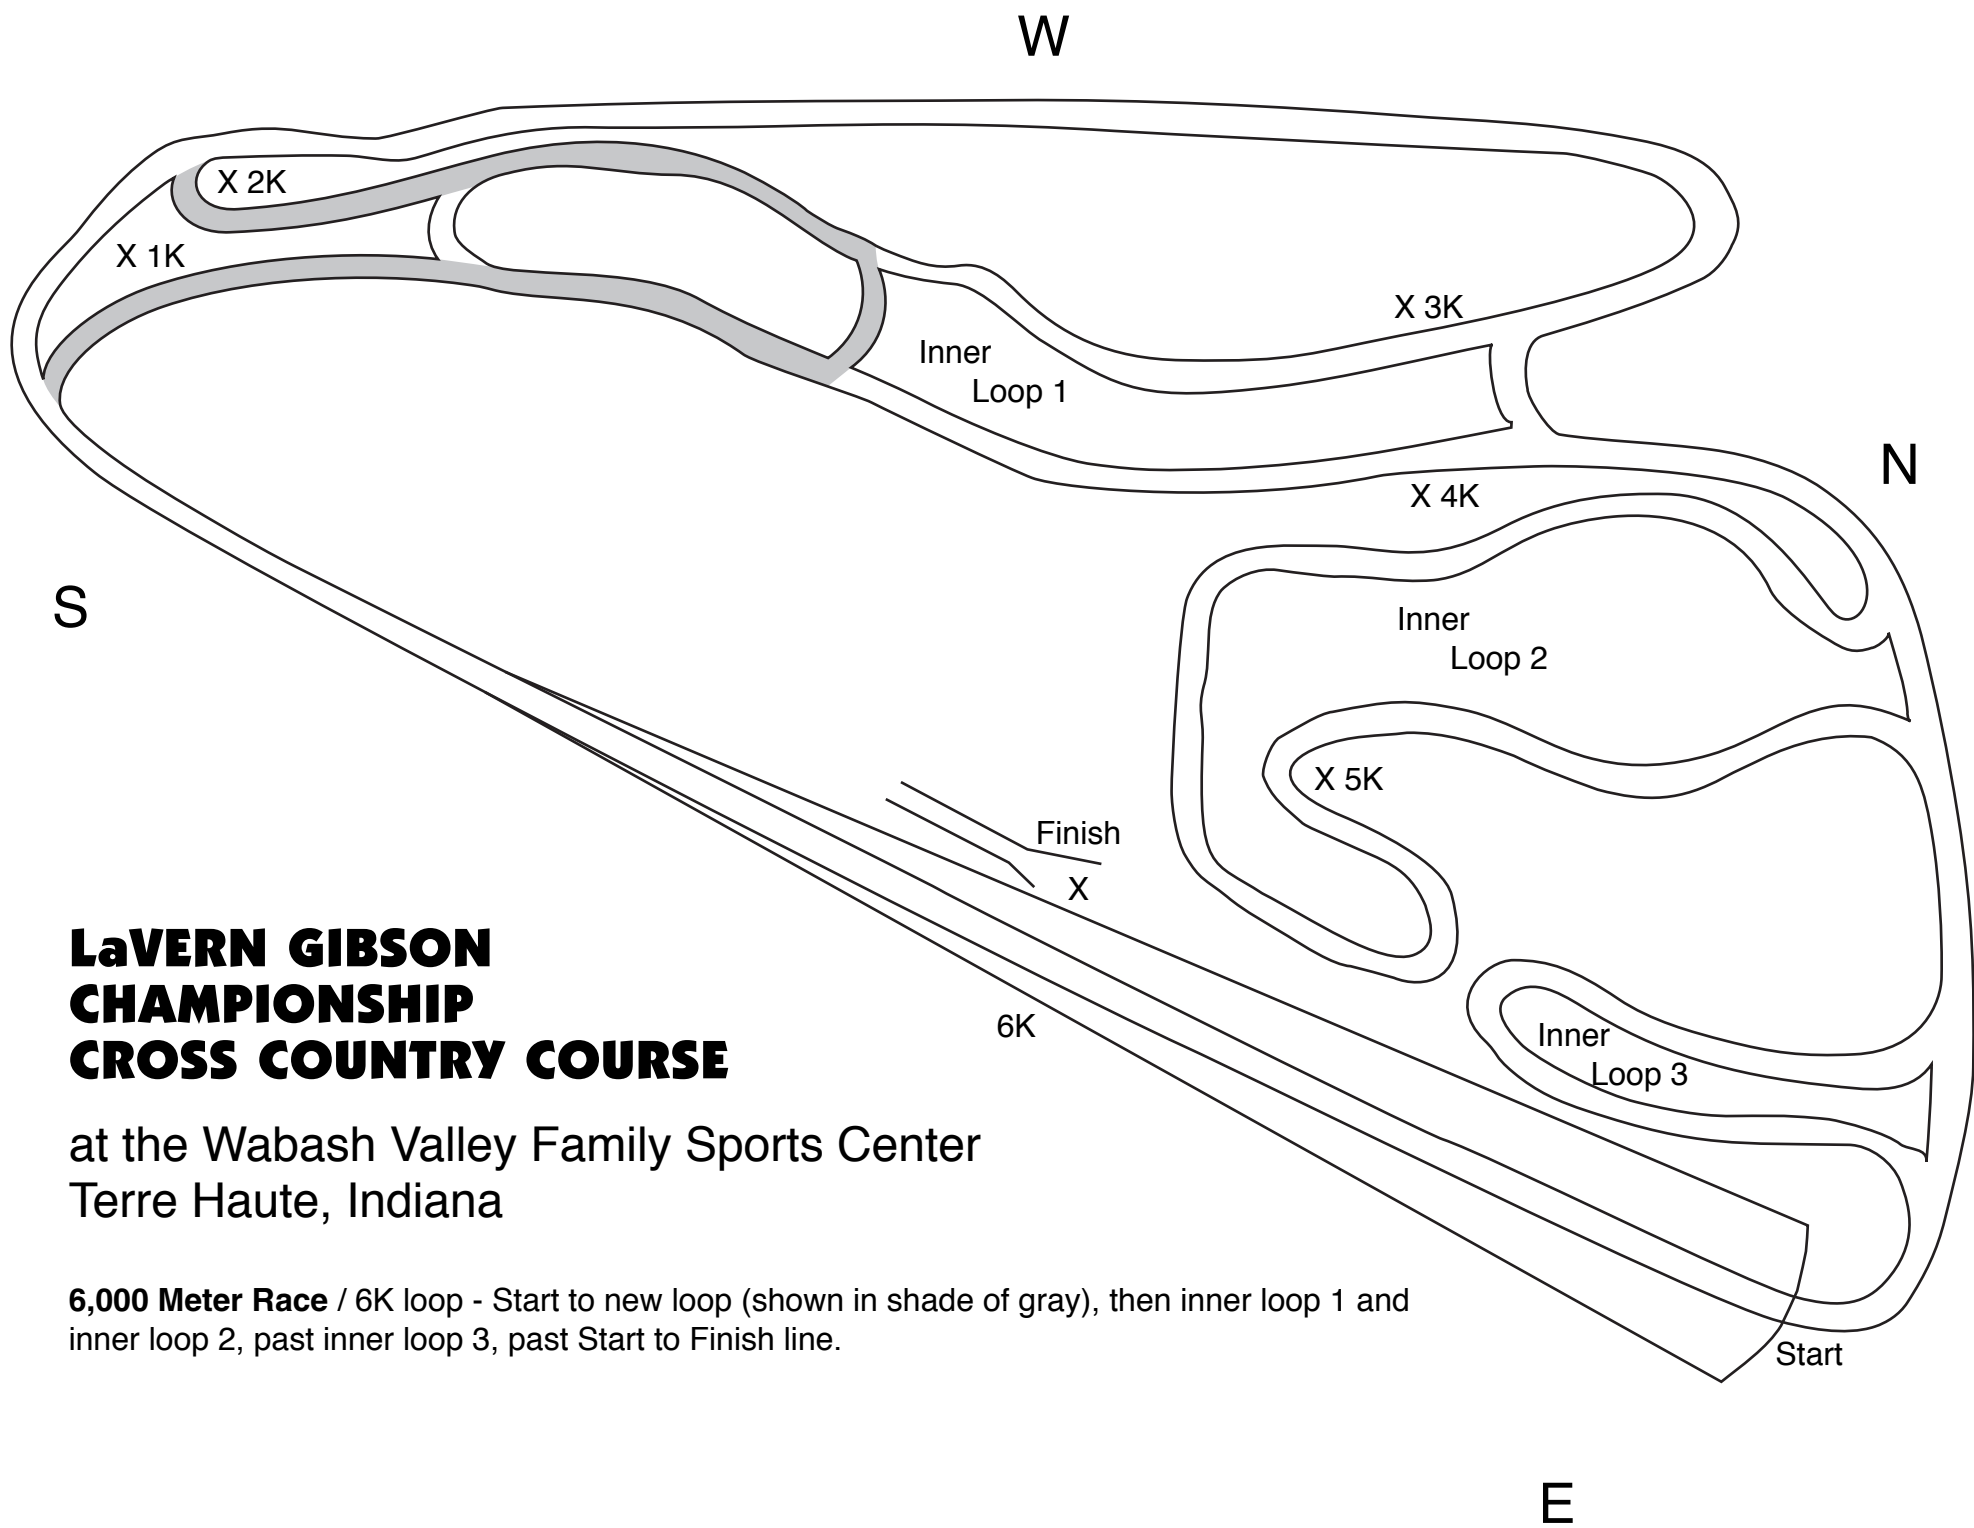 W
X 2K
X 1K
X 3K
Inner
Loop 1
N
X 4K
S
Inner
Loop 2
X 5K
Finish
X
LaVERN GIBSON
CHAMPIONSHIP
CROSS COUNTRY COURSE
6K
Inner
Loop 3
at the Wabash Valley Family Sports Center
Terre Haute, Indiana
6,000 Meter Race / 6K loop - Start to new loop (shown in shade of gray), then inner loop 1 and
inner loop 2, past inner loop 3, past Start to Finish line.
Start
E